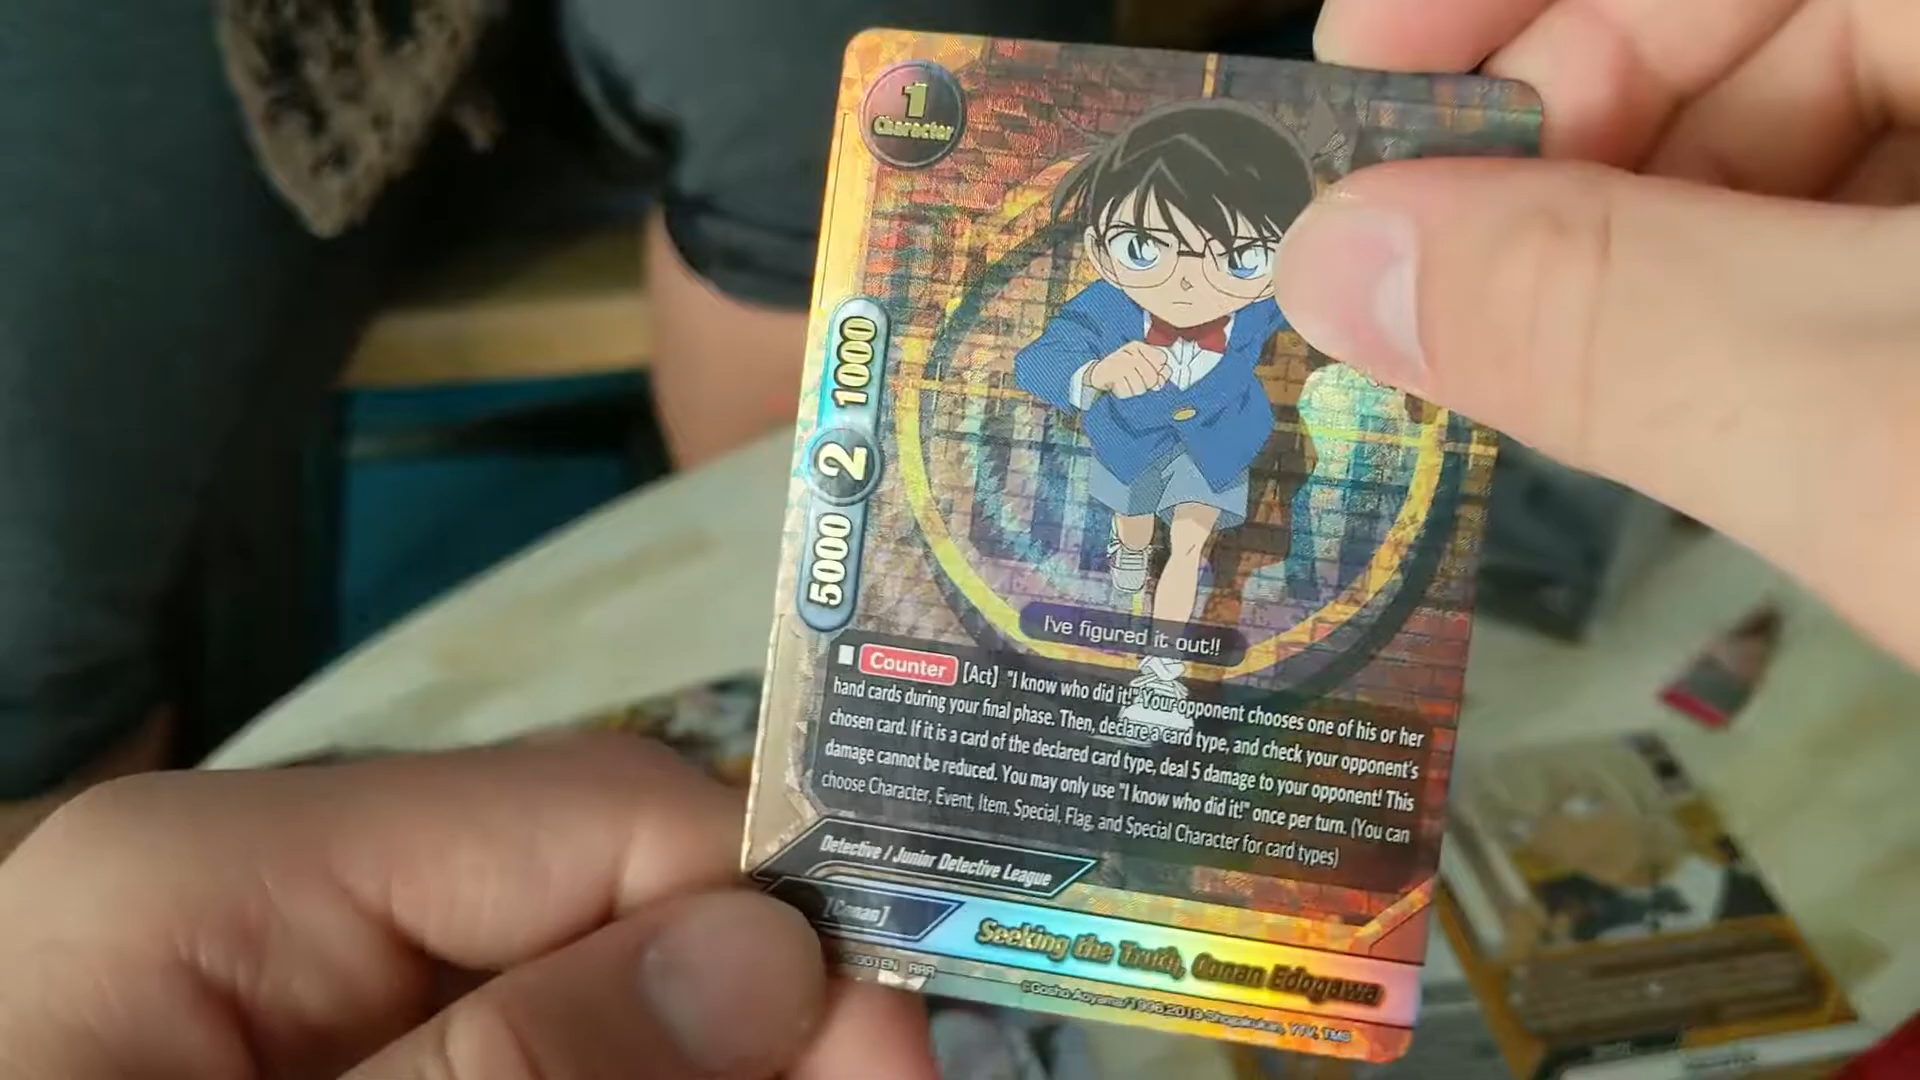 1
Character
1000
2
5000
I've figured it out!!
Counter [Act] "I know who did it!" Your opponent chooses one of his or her
hand cards during your final phase. Then, declare a card type, and check your opponent's
chosen card. If it is a card of the declared card type, deal 5 damage to your opponent! This
damage cannot be reduced. You may only use "I know who did it!" once per turn. (You can
choose Character, Event, Item, Special, Flag, and Special Character for card types)
Detective / Junior Detective League
[Conan]
Seeking the Truth, Conan Edogawa
001EN RRR
©Gosho Aoyama/1996,2019 Shogakukan, YTV, TMS